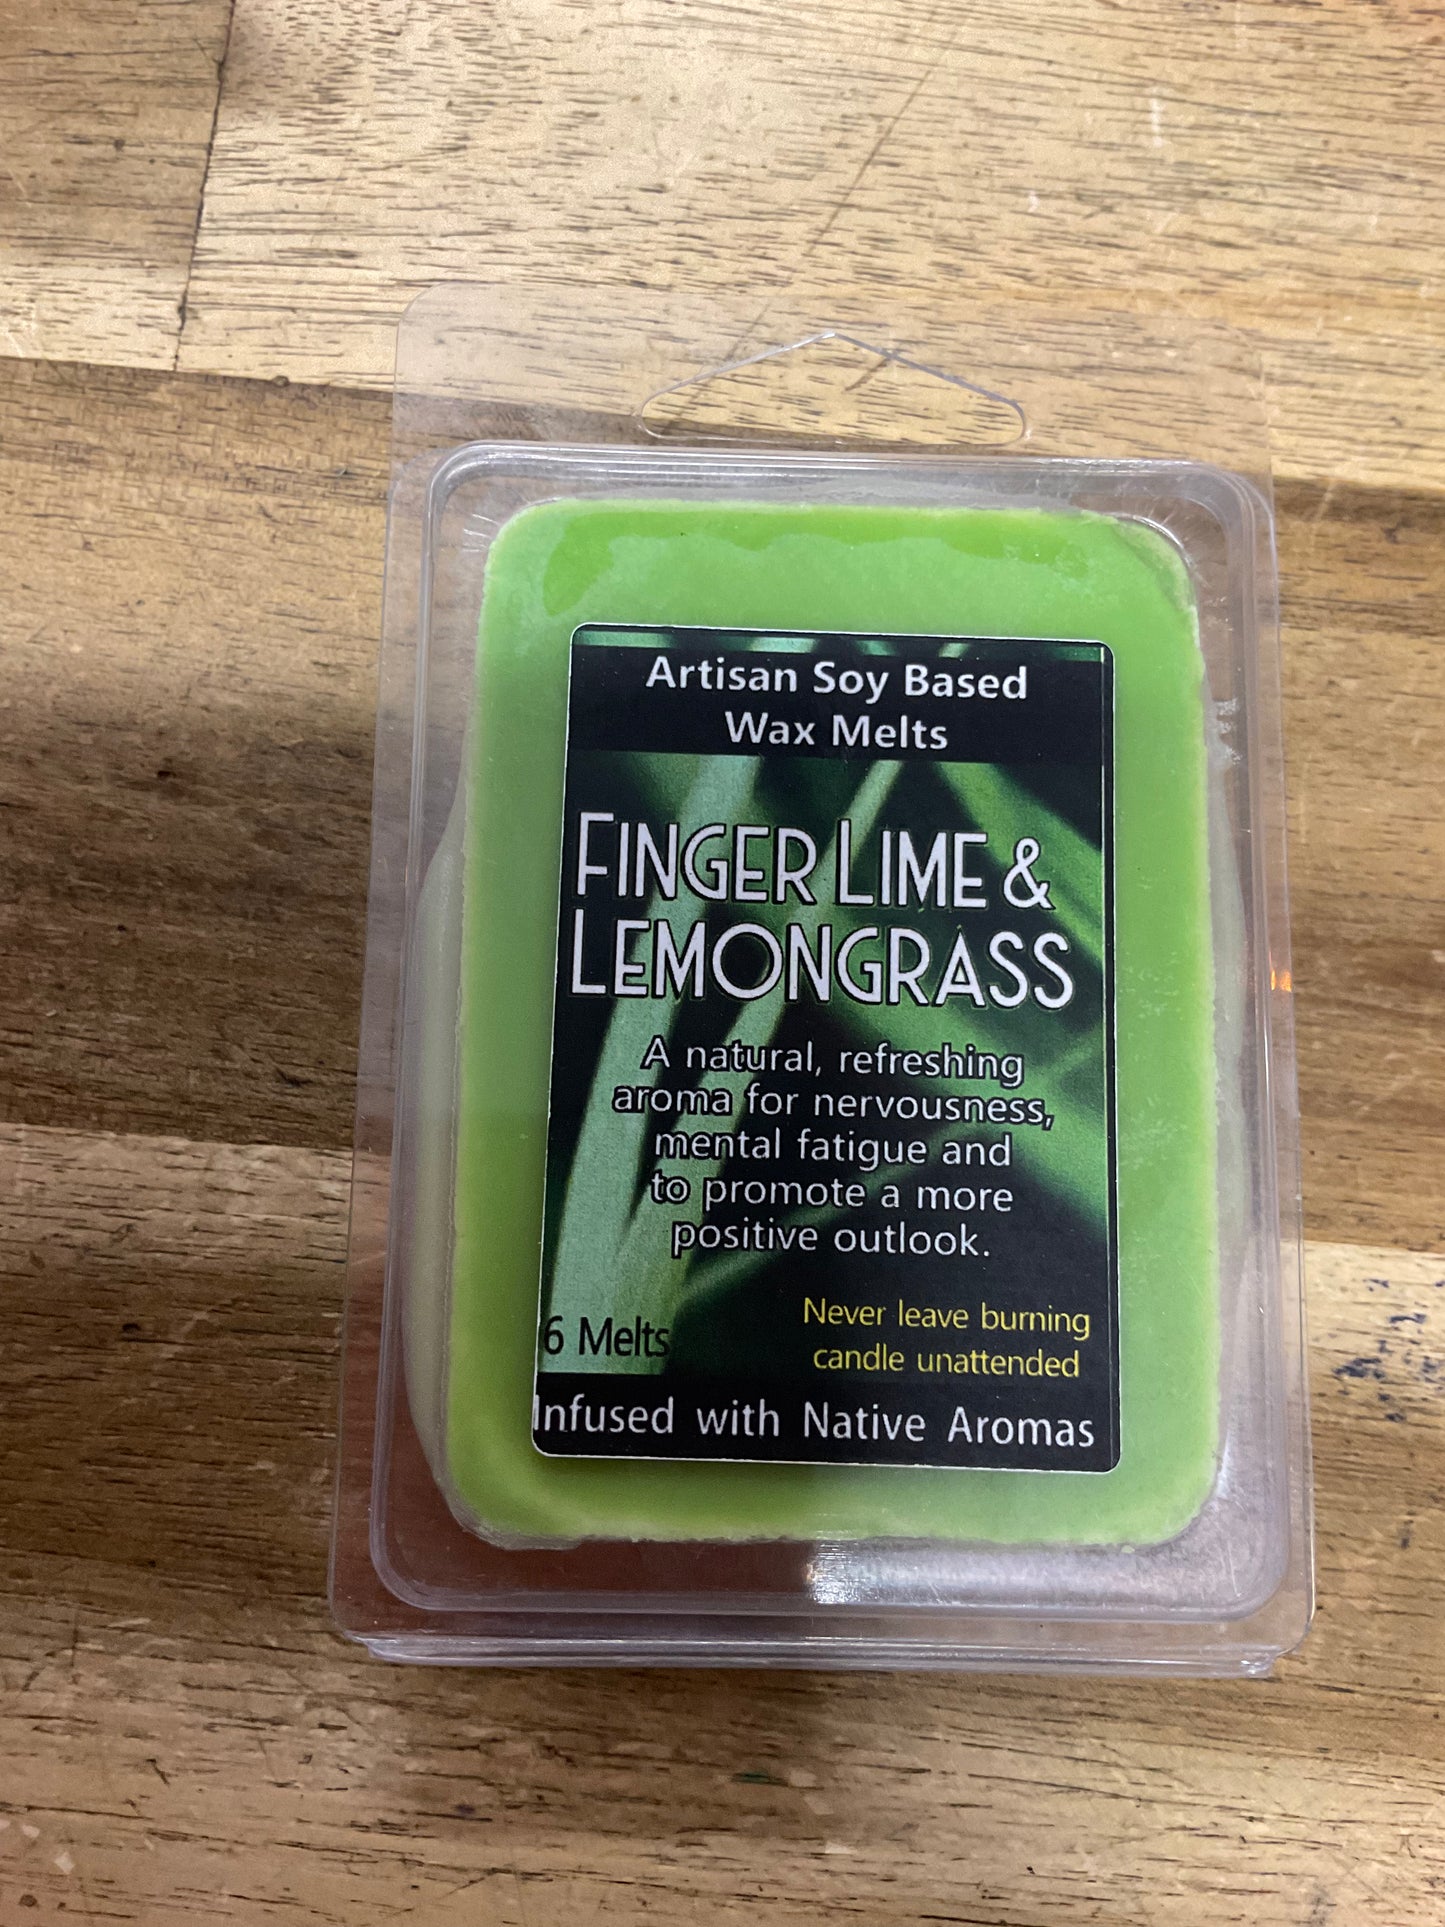 Artisan Soy Based
Wax Melts
FINGER LIME &
LEMONGRASS
A natural, refreshing
aroma for nervousness,
mental fatigue and
to promote a more
positive outlook.
6 Melts
Never leave burning
candle unattended
Infused with Native Aromas